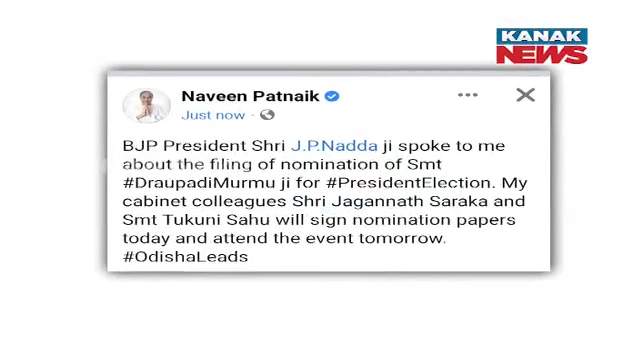 KANAK
NEWS
Naveen Patnaik
Just now
BJP President Shri J.P.Nadda ji spoke to me
about the filing of nomination of Smt
#DraupadiMurmu ji for #PresidentElection. My
cabinet colleagues Shri Jagannath Saraka and
Smt Tukuni Sahu will sign nomination papers
today and attend the event tomorrow.
#OdishaLeads